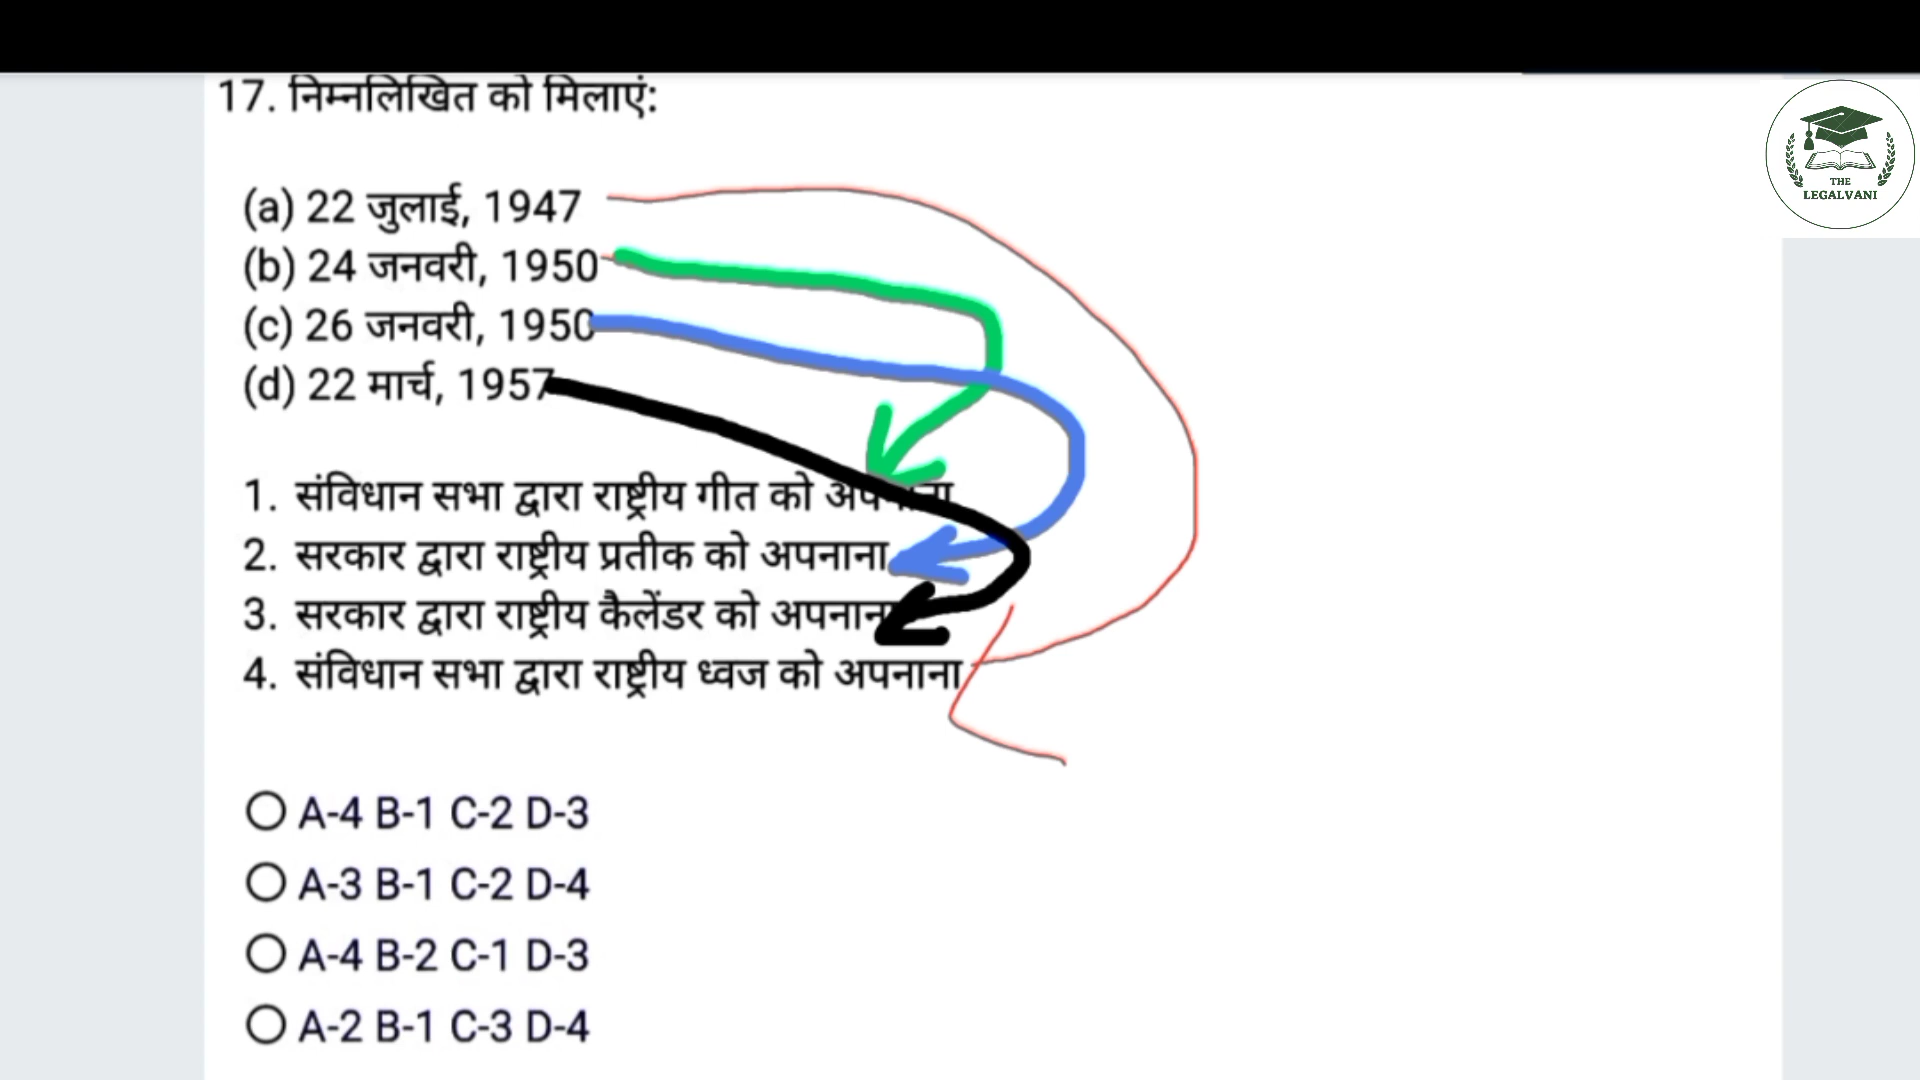 17. निम्नलिखित को मिलाएं:
THE
LEGALVANI
(a) 22 जुलाई, 1947
(b) 24 जनवरी, 1950
(c) 26 जनवरी, 1950
(d) 22 मार्च, 1957
1. संविधान सभा द्वारा राष्ट्रीय गीत को अपनाना
2. सरकार द्वारा राष्ट्रीय प्रतीक को अपनाना
3. सरकार द्वारा राष्ट्रीय कैलेंडर को अपनाना
4. संविधान सभा द्वारा राष्ट्रीय ध्वज को अपनाना
A-4 B-1 C-2 D-3
A-3 B-1 C-2 D-4
A-4 B-2 C-1 D-3
A-2 B-1 C-3 D-4